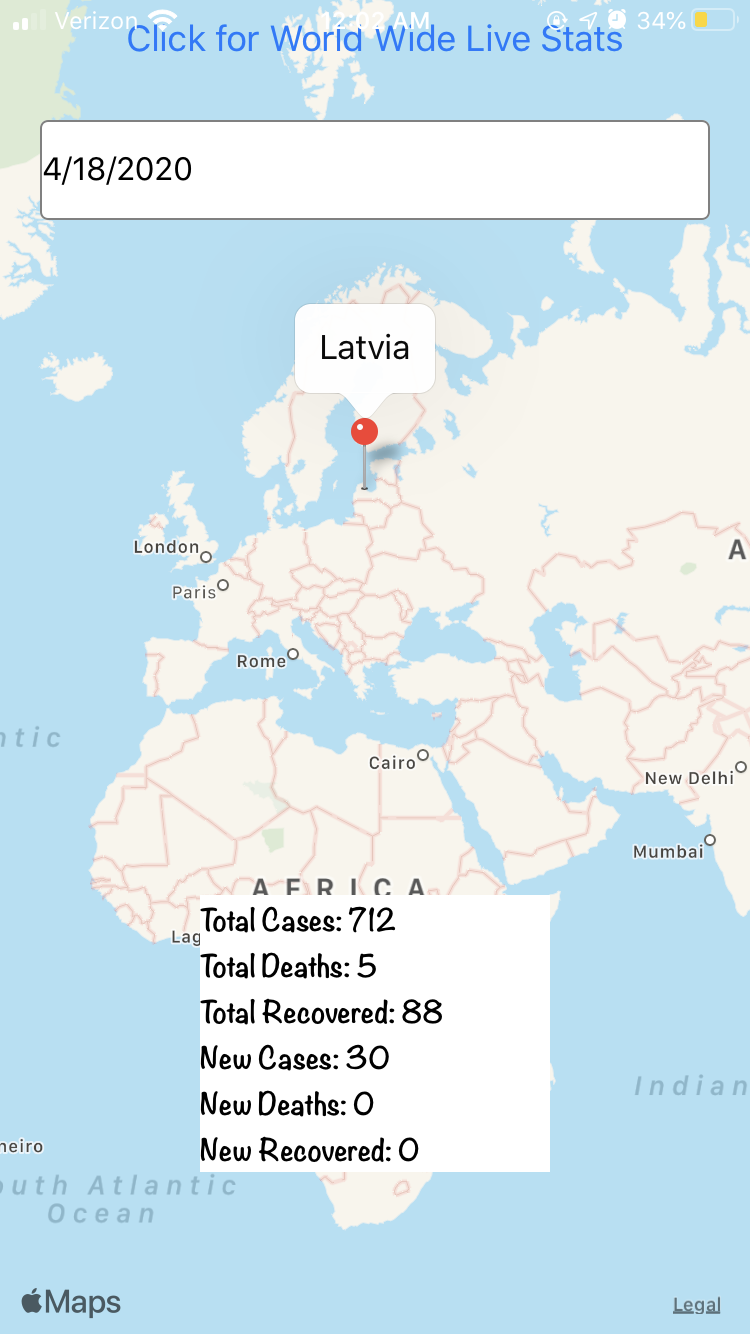 Verizon 12:02 AM 34%
Click for World Wide Live Stats
4/18/2020
Latvia
London
A
Paris
Rome
ntic
Cairo
New Delhi
Mumbai
AFRICA
Lag
Total Cases: 712
Total Deaths: 5
Total Recovered: 88
New Cases: 30
New Deaths: 0
New Recovered: 0
Indian
neiro
outh Atlantic
Ocean
Maps
Legal